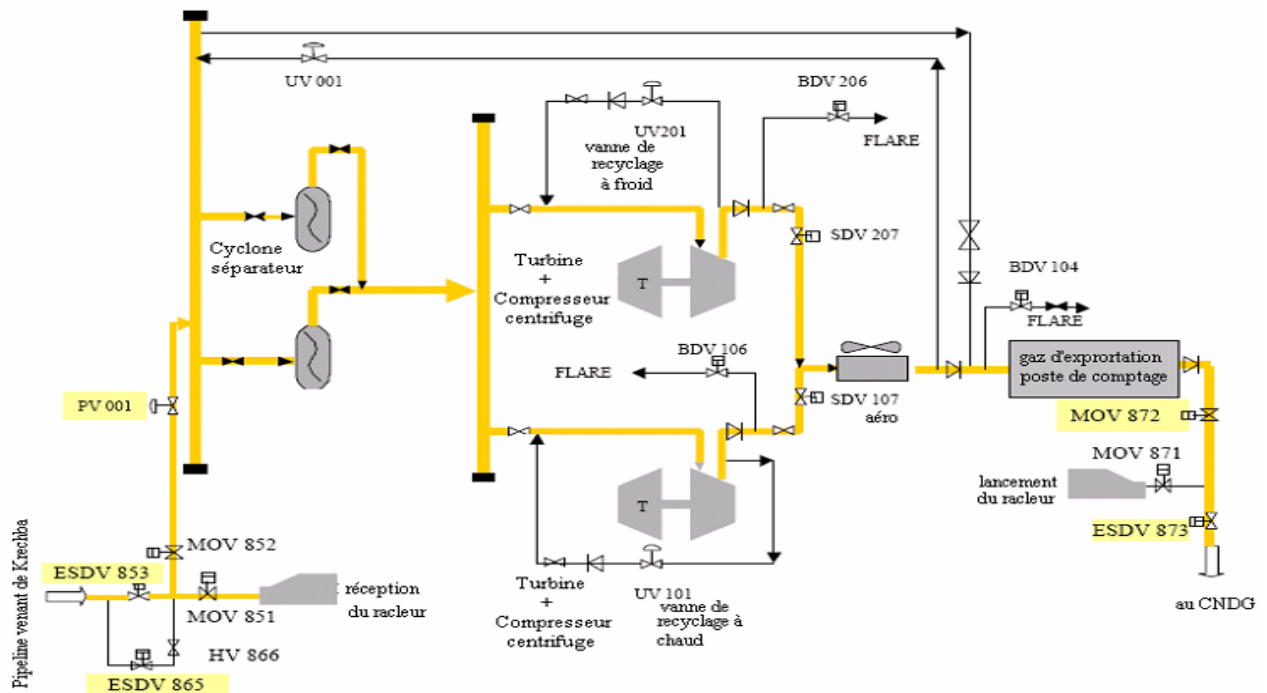 UV 001
BDV 206
FLARE
UV201
vanne de
recyclage
à froid
Cyclone
séparateur
Turbine
+
Compresseur
centrifuge
T
SDV 207
BDV 104
FLARE
gaz d'exprortation
poste de comptage
BDV 106
FLARE
SDV 107
aéro
PV 001
MOV 872
MOV 871
lancement
du racleur
ESDV 873
au CNDG
T
MOV 852
ESDV 853
réception
du racleur
MOV 851
HV 866
ESDV 865
Pipeline venant de Krechba
Turbine
+
Compresseur
centrifuge
UV 101
vanne de
recyclage à
chaud